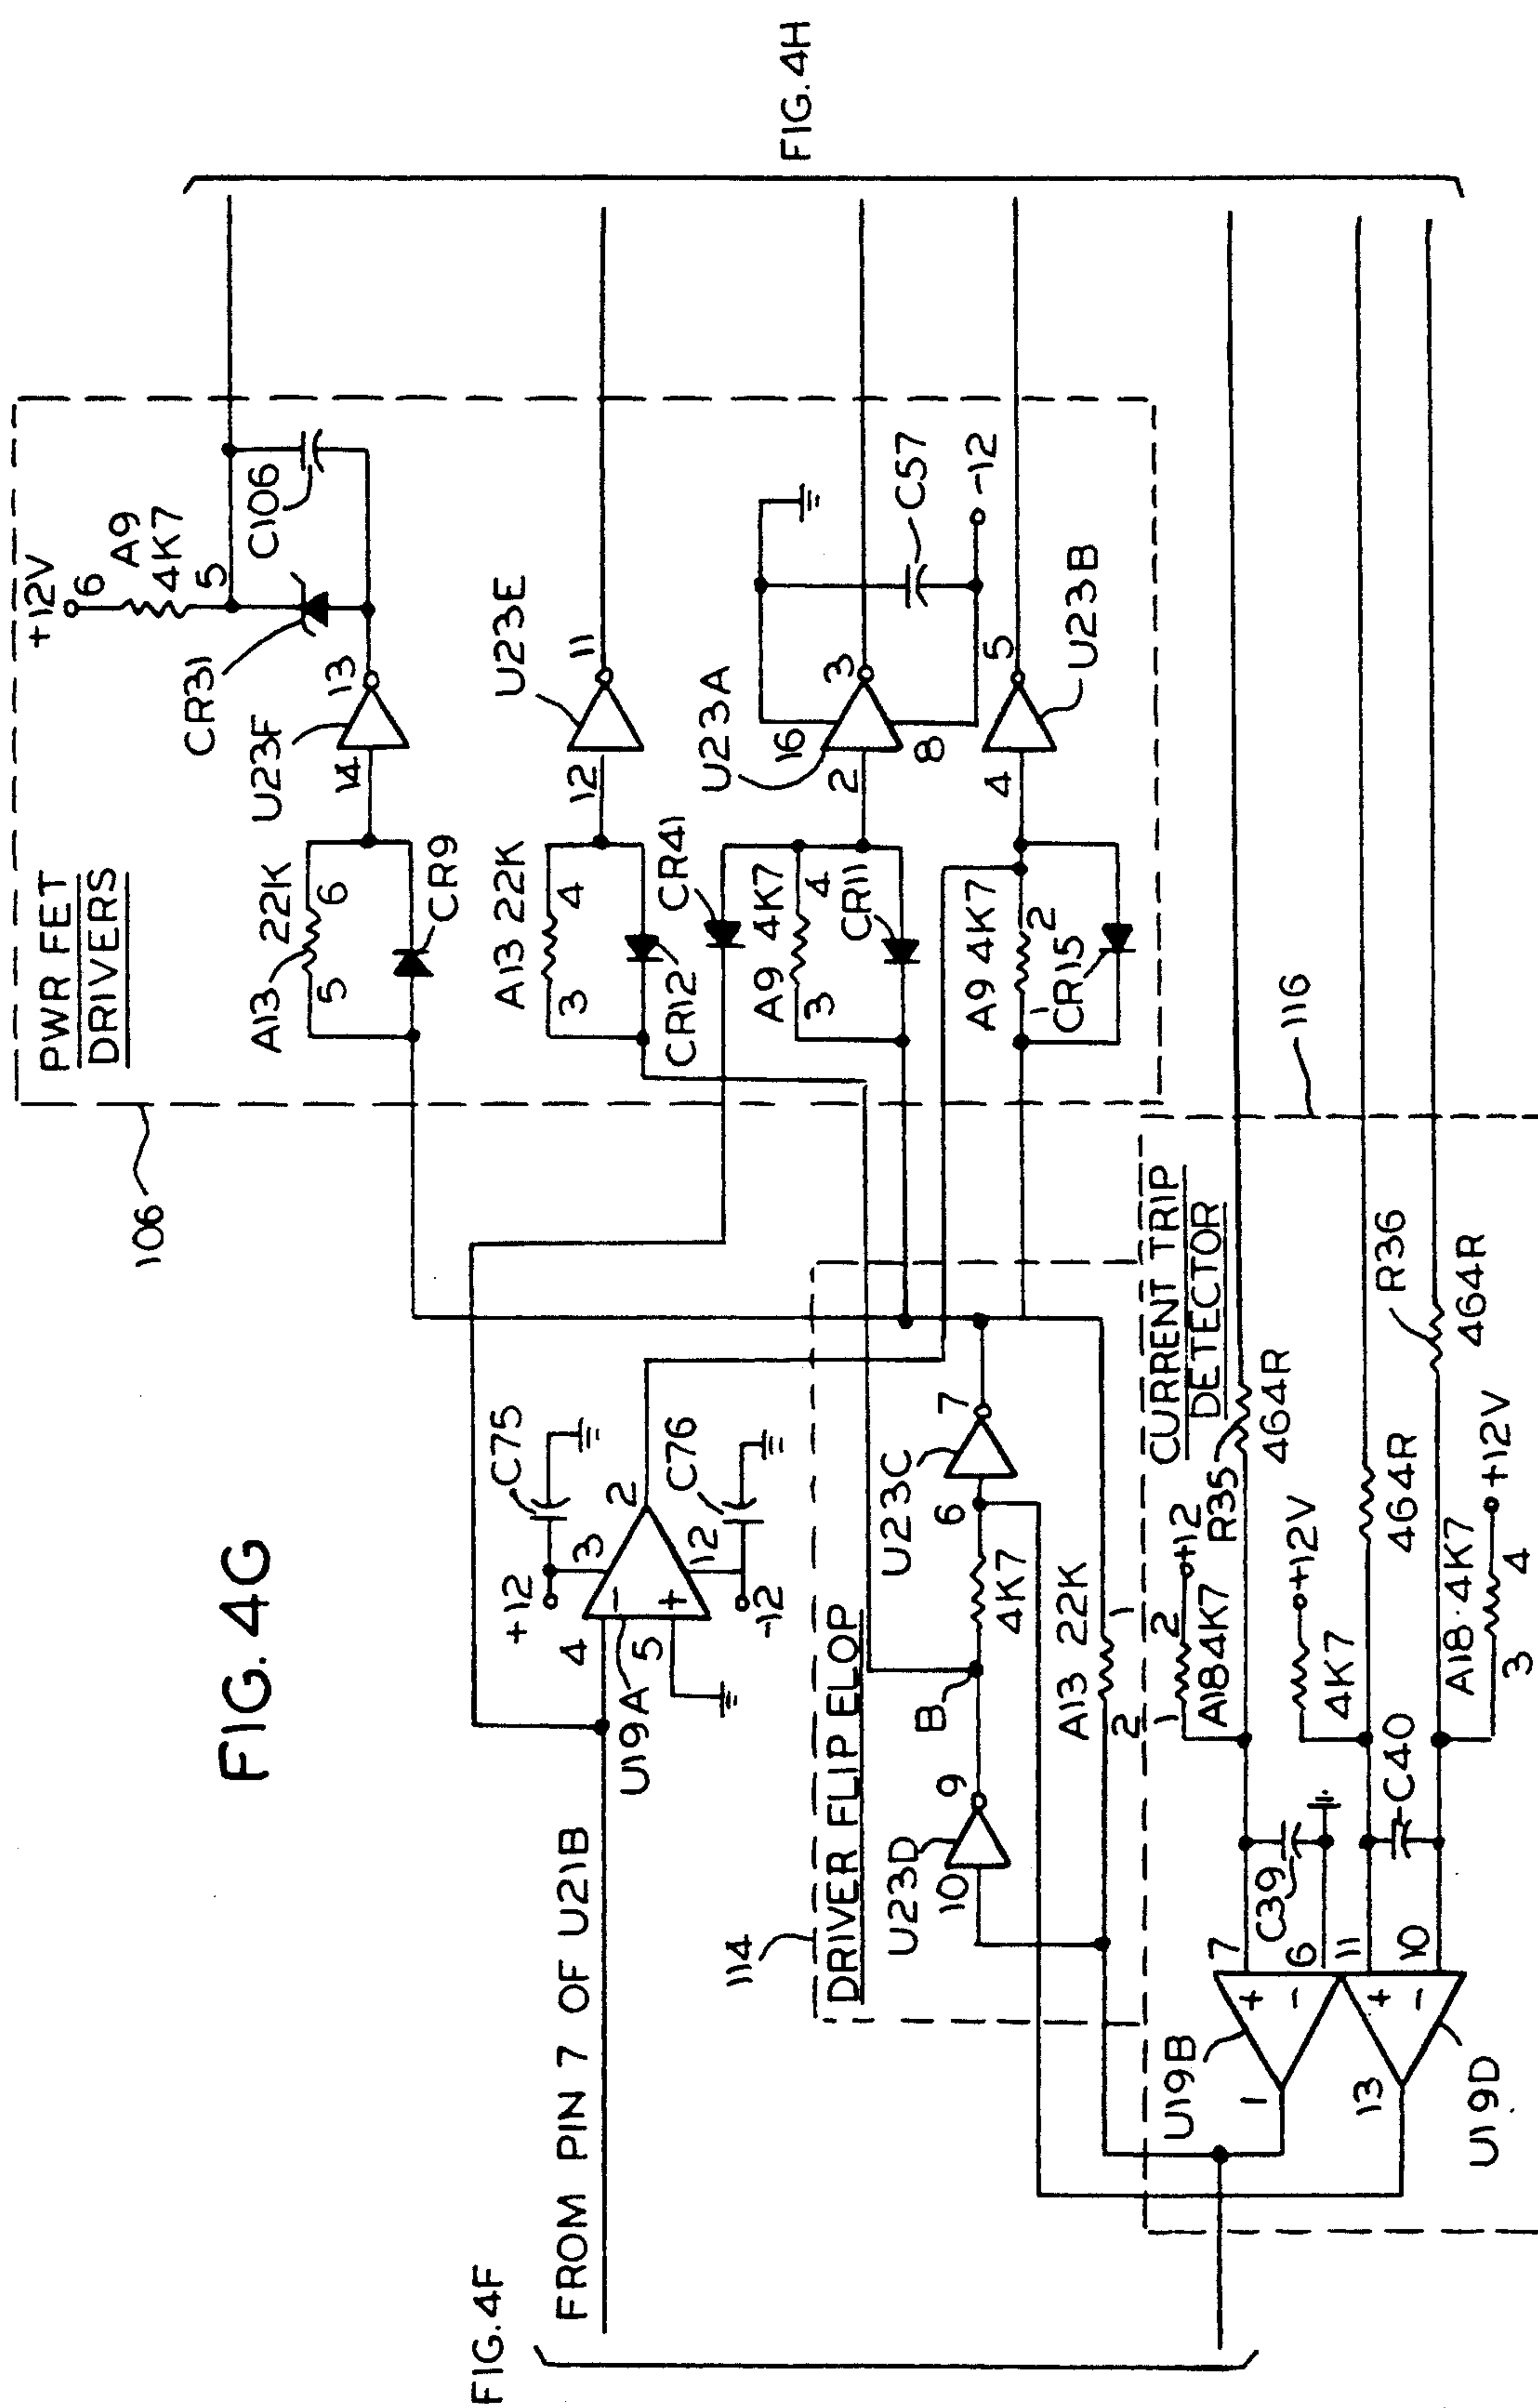 FIG. 4G
FIG. 4F
FROM PIN 7 OF U21B
+12
C75
4
3
2
5
U19A
12
C76
-12
106
PWR FET
DRIVERS
+12V
6
A9
4K7
5
C106
CR31
A13 22K
5
6
CR9
U23F
14
13
A13 22K
3
4
CR12
12
U23E
11
CR41
A9 4K7
3
4
CR11
U23A
16
2
3
8
C57
-12
A9 4K7
1
2
CR15
4
5
U23B
FIG. 4H
114
DRIVER FLIP ELOP
U23D
10
9
B
4K7
U23C
6
7
A13 22K
2
1
116
CURRENT TRIP
DETECTOR
U19B
1
7
+
-
6
C39
1
2
A18 4K7
+12
R35
464R
+12V
4K7
464R
R36
464R
U19D
13
11
+
-
10
C40
A18·4K7
3
4
+12V